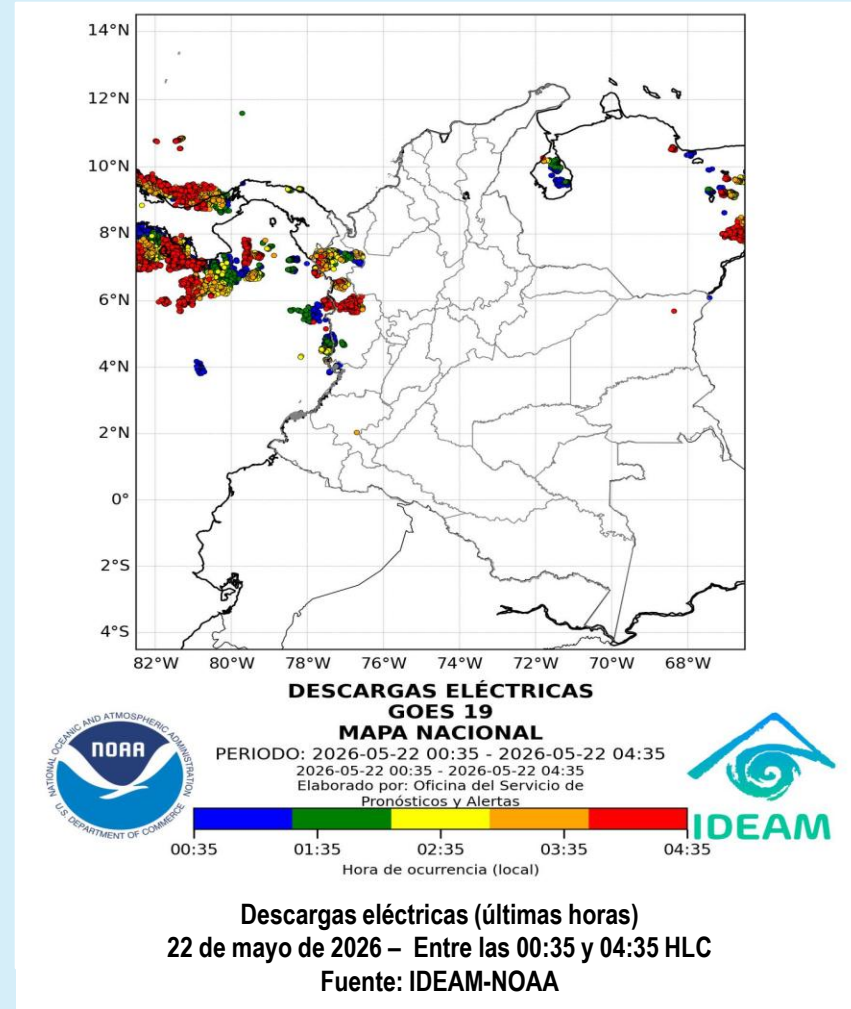 14°N
12°N
10°N
8°N
6°N
4°N
2°N
0°
2°S
4°S
82°W 80°W 78°W 76°W 74°W 72°W 70°W 68°W
DESCARGAS ELÉCTRICAS
GOES 19
MAPA NACIONAL
PERIODO: 2026-05-22 00:35 - 2026-05-22 04:35
2026-05-22 00:35 - 2026-05-22 04:35
Elaborado por: Oficina del Servicio de
Pronósticos y Alertas
NATIONAL OCEANIC AND ATMOSPHERIC ADMINISTRATION
NOAA
U.S. DEPARTMENT OF COMMERCE
IDEAM
00:35 01:35 02:35 03:35 04:35
Hora de ocurrencia (local)
Descargas eléctricas (últimas horas)
22 de mayo de 2026 – Entre las 00:35 y 04:35 HLC
Fuente: IDEAM-NOAA